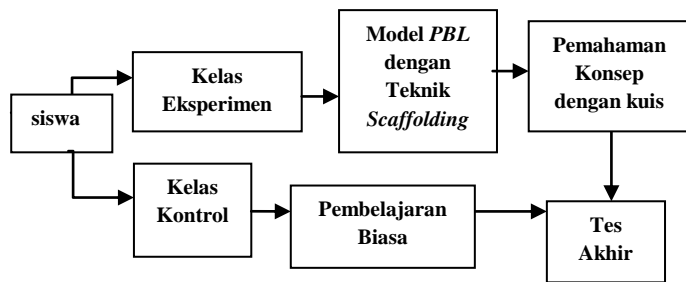 siswa
Kelas
Eksperimen
Model PBL
dengan
Teknik
Scaffolding
Pemahaman
Konsep
dengan kuis
Kelas
Kontrol
Pembelajaran
Biasa
Tes
Akhir